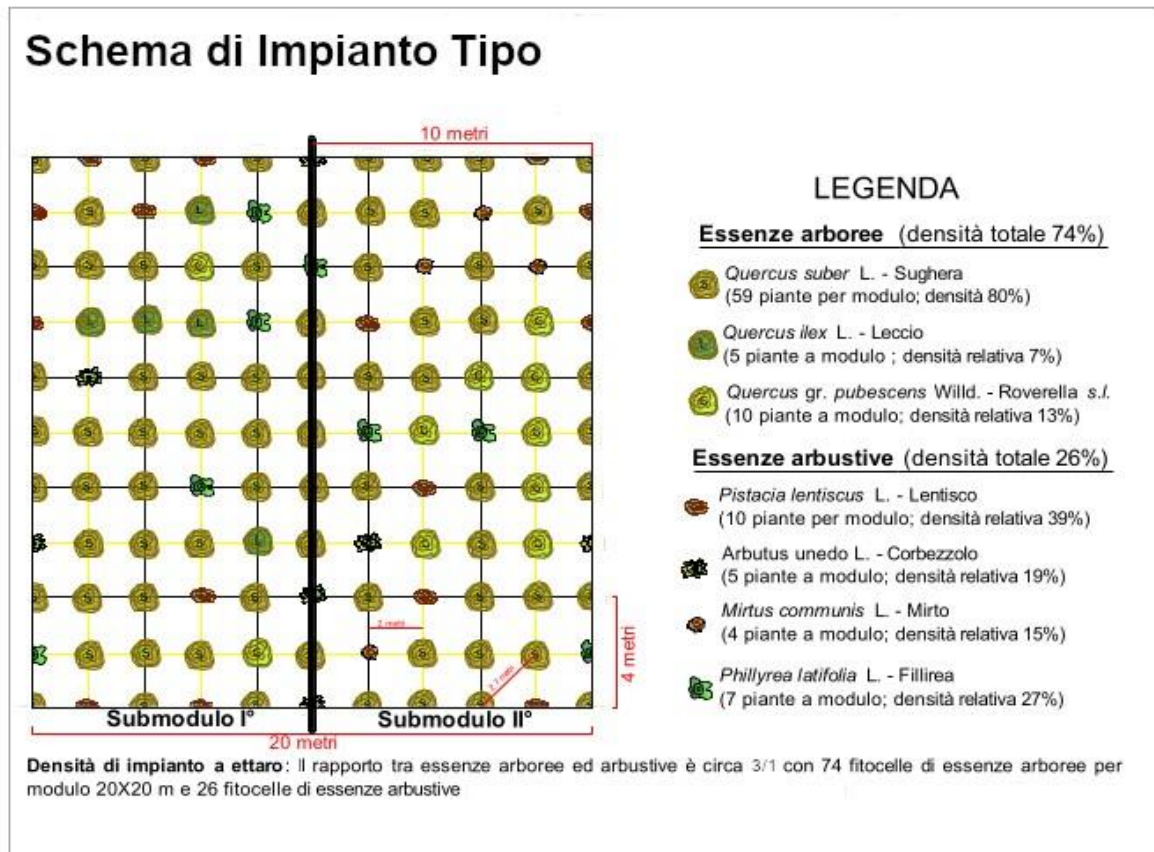 Schema di Impianto Tipo
10 metri
LEGENDA
Essenze arboree (densità totale 74%)
Quercus suber L. - Sughera
(59 piante per modulo; densità 80%)
Quercus ilex L. - Leccio
(5 piante a modulo ; densità relativa 7%)
Quercus gr. pubescens Willd. - Roverella s.l.
(10 piante a modulo; densità relativa 13%)
Essenze arbustive (densità totale 26%)
Pistacia lentiscus L. - Lentisco
(10 piante per modulo; densità relativa 39%)
Arbutus unedo L. - Corbezzolo
(5 piante a modulo; densità relativa 19%)
Mirtus communis L. - Mirto
(4 piante a modulo; densità relativa 15%)
Phillyrea latifolia L. - Fillirea
(7 piante a modulo; densità relativa 27%)
2 metri
2.7 metri
4 metri
Submodulo I° Submodulo II°
20 metri
Densità di impianto a ettaro: Il rapporto tra essenze arboree ed arbustive è circa 3/1 con 74 fitocelle di essenze arboree per
modulo 20X20 m e 26 fitocelle di essenze arbustive